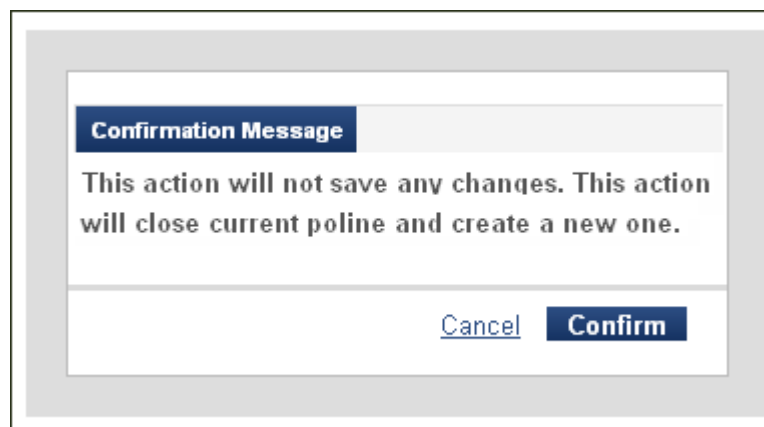 Confirmation Message
This action will not save any changes. This action
will close current poline and create a new one.
Cancel Confirm